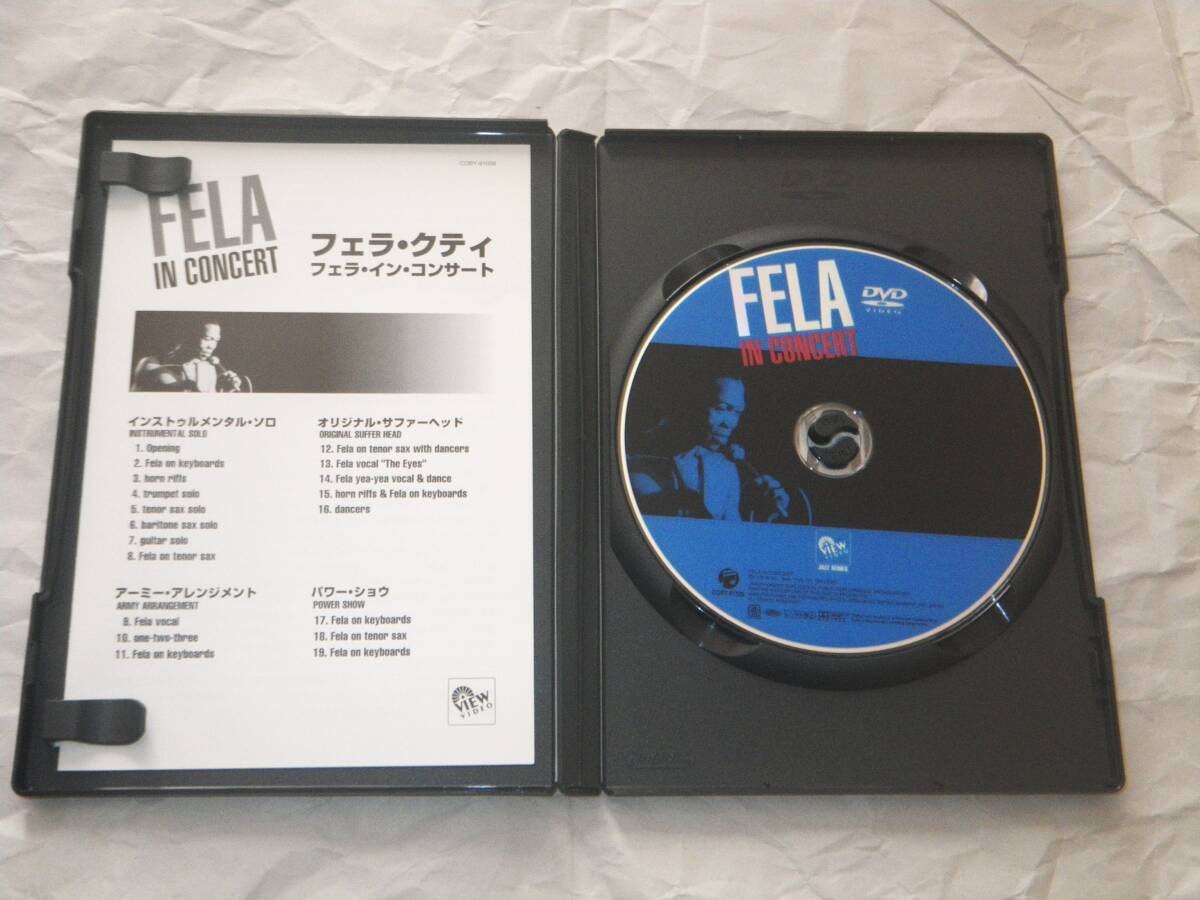 FELA
IN CONCERT
フェラ・クティ
フェラ・イン・コンサート
インストゥルメンタル・ソロ
INSTRUMENTAL SOLO
1. Opening
2. Fela on keyboards
3. horn riffs
4. trumpet solo
5. tenor sax solo
6. baritone sax solo
7. guitar solo
8. Fela on tenor sax
アーミー・アレンジメント
ARMY ARRANGEMENT
9. Fela vocal
10. one-two-three
11. Fela on keyboards
オリジナル・サファーヘッド
ORIGINAL SUFFER HEAD
12. Fela on tenor sax with dancers
13. Fela vocal "The Eyes"
14. Fela yea-yea vocal & dance
15. horn riffs & Fela on keyboards
16. dancers
パワー・ショウ
POWER SHOW
17. Fela on keyboards
18. Fela on tenor sax
19. Fela on keyboards
VIEW
VIDEO
DVD
FELA
IN CONCERT
DVD
VIDEO
VIEW
VIDEO
JAZZ SERIES